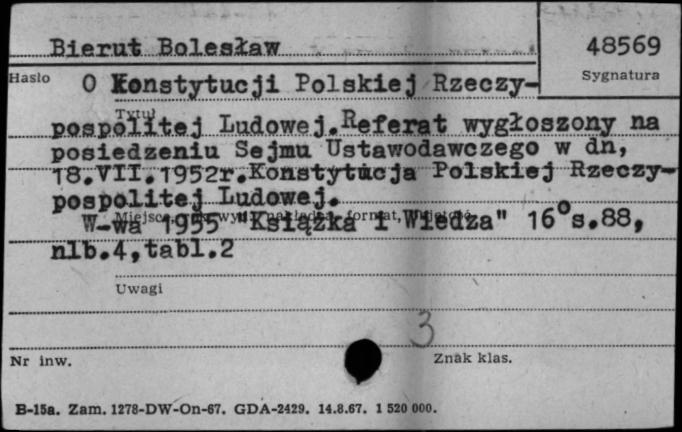 Bierut Bolesław
48569
Hasło
Sygnatura
O Konstytucji Polskiej Rzeczy-
Tytuł
pospolitej Ludowej.Referat wygłoszony na
posiedzeniu Sejmu Ustawodawczego w dn,
18.VII.1952r.Konstytucja Polskiej Rzeczy-
pospolitej Ludowej.
Miejsce, rok wyd., nakładca, format, objętość
W-wa 1955 "Książka i Wiedza" 16°s.88,
nlb.4,tabl.2
Uwagi
3
Nr inw.
Znak klas.
B-15a. Zam. 1278-DW-On-67. GDA-2429. 14.8.67. 1 520 000.